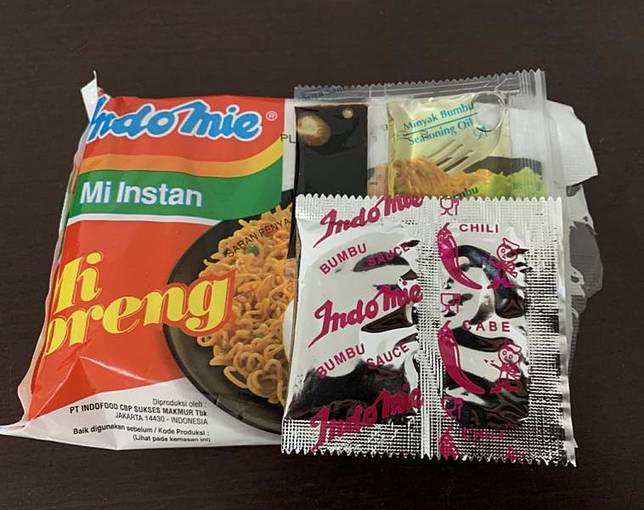 IndoMie®
Mi Instan
Mi
oreng
SARAN PENYA
Diproduksi oleh :
PT INDOFOOD CBP SUKSES MAKMUR Tbk
JAKARTA 14430 - INDONESIA
Baik digunakan sebelum / Kode Produksi :
(Lihat pada kemasan ini)
Minyak Bumbu
Seasoning Oil
IndoMie
BUMBU SAUCE
IndoMie
BUMBU SAUCE
IndoMie
CHILI
CABE
CHILI